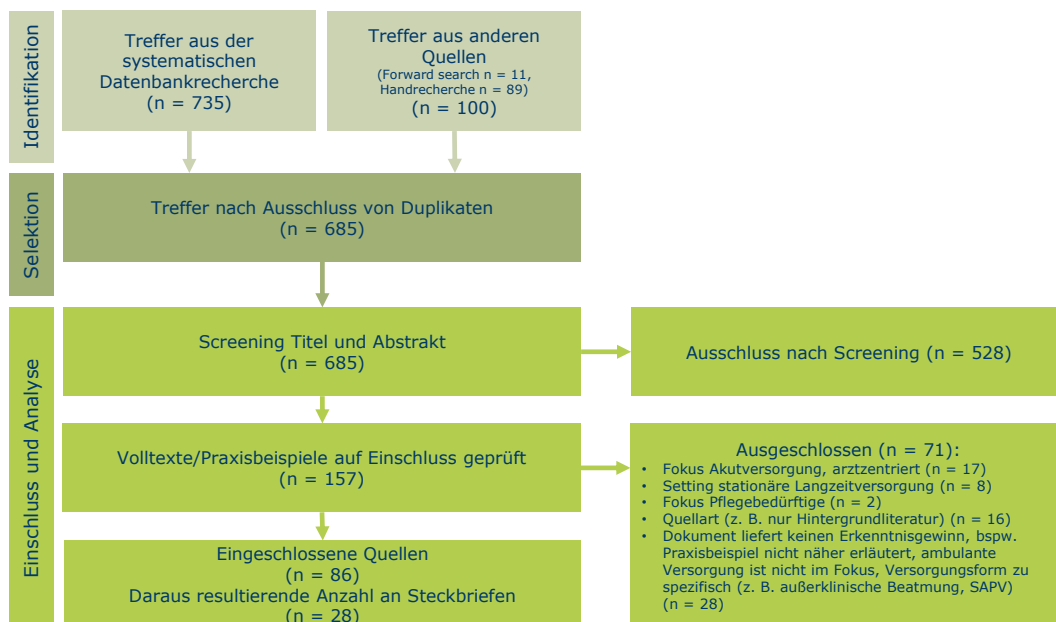 Identifikation
Treffer aus der
systematischen
Datenbankrecherche
(n = 735)
Treffer aus anderen
Quellen
(Forward search n = 11,
Handrecherche n = 89)
(n = 100)
Selektion
Treffer nach Ausschluss von Duplikaten
(n = 685)
Einschluss und Analyse
Screening Titel und Abstrakt
(n = 685)
Ausschluss nach Screening (n = 528)
Volltexte/Praxisbeispiele auf Einschluss geprüft
(n = 157)
Ausgeschlossen (n = 71):
• Fokus Akutversorgung, arztzentriert (n = 17)
• Setting stationäre Langzeitversorgung (n = 8)
• Fokus Pflegebedürftige (n = 2)
• Quellart (z. B. nur Hintergrundliteratur) (n = 16)
• Dokument liefert keinen Erkenntnisgewinn, bspw.
Praxisbeispiel nicht näher erläutert, ambulante
Versorgung ist nicht im Fokus, Versorgungsform zu
spezifisch (z. B. außerklinische Beatmung, SAPV)
(n = 28)
Eingeschlossene Quellen
(n = 86)
Daraus resultierende Anzahl an Steckbriefen
(n = 28)